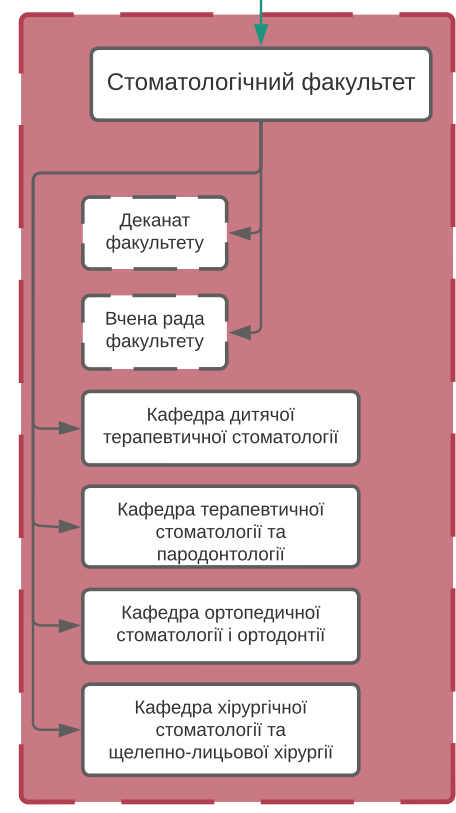 Стоматологічний факультет
Деканат
факультету
Вчена рада
факультету
Кафедра дитячої
терапевтичної стоматології
Кафедра терапевтичної
стоматології та
пародонтології
Кафедра ортопедичної
стоматології і ортодонтії
Кафедра хірургічної
стоматології та
щелепно-лицьової хірургії